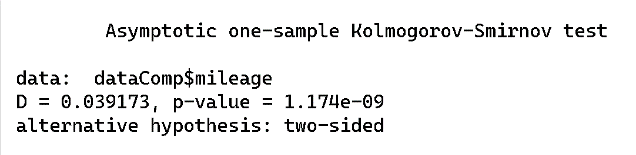 Asymptotic one-sample Kolmogorov-Smirnov test
data:  dataComp$mileage
D = 0.039173, p-value = 1.174e-09
alternative hypothesis: two-sided